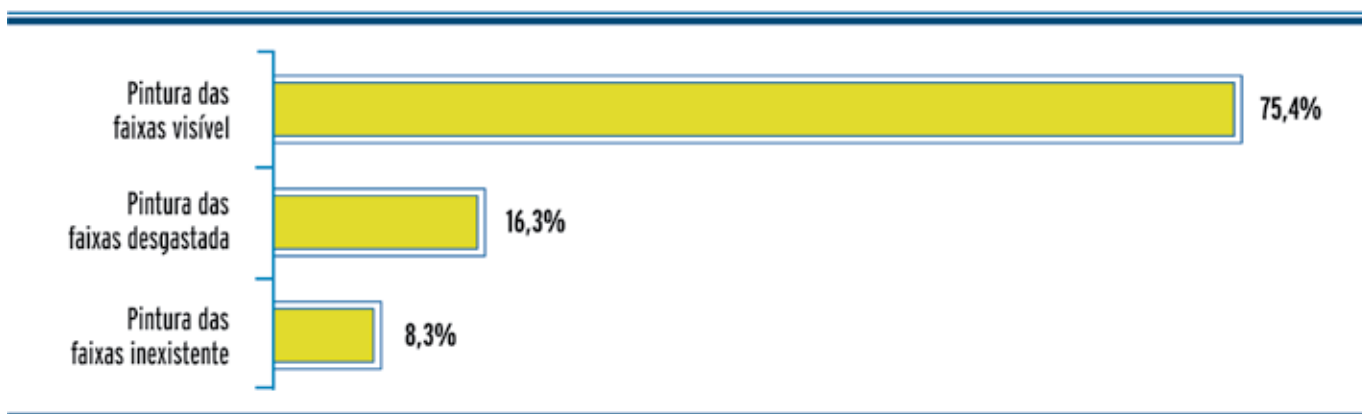 Pintura das
faixas visível
75,4%
Pintura das
faixas desgastada
16,3%
Pintura das
faixas inexistente
8,3%